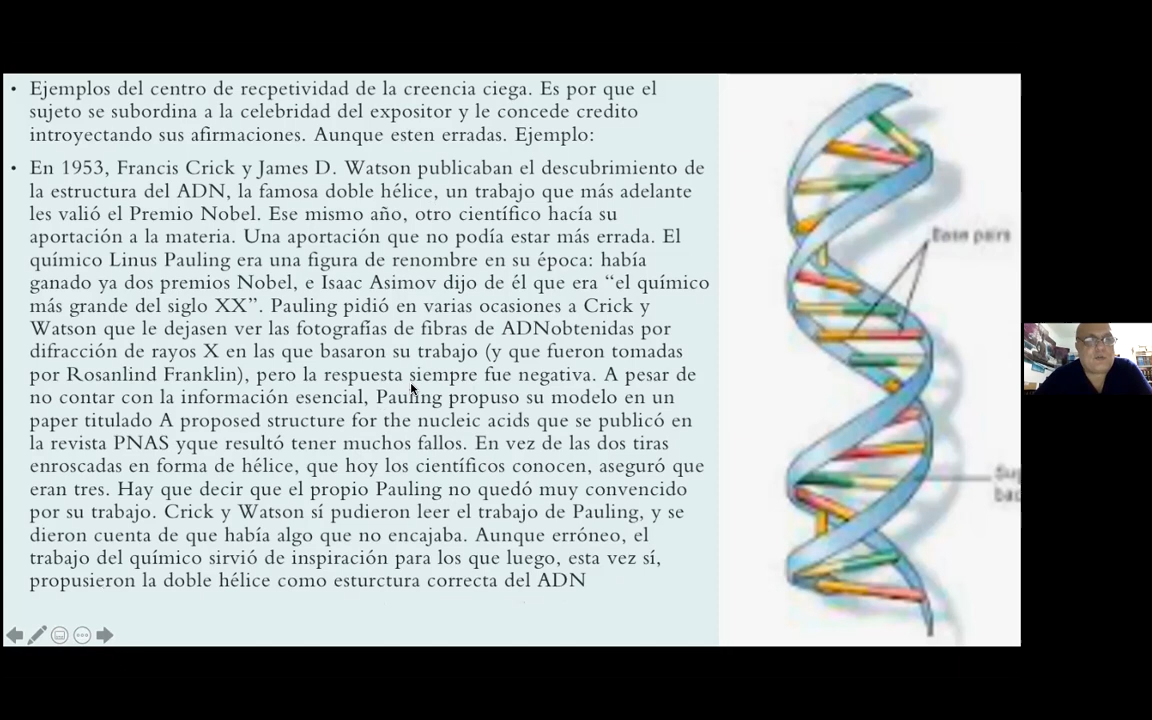 • Ejemplos del centro de recpetividad de la creencia ciega. Es por que el
sujeto se subordina a la celebridad del expositor y le concede credito
introyectando sus afirmaciones. Aunque esten erradas. Ejemplo:
• En 1953, Francis Crick y James D. Watson publicaban el descubrimiento de
la estructura del ADN, la famosa doble hélice, un trabajo que más adelante
les valió el Premio Nobel. Ese mismo año, otro científico hacía su
aportación a la materia. Una aportación que no podía estar más errada. El
químico Linus Pauling era una figura de renombre en su época: había
ganado ya dos premios Nobel, e Isaac Asimov dijo de él que era “el químico
más grande del siglo XX”. Pauling pidió en varias ocasiones a Crick y
Watson que le dejasen ver las fotografías de fibras de ADNobtenidas por
difracción de rayos X en las que basaron su trabajo (y que fueron tomadas
por Rosanlind Franklin), pero la respuesta siempre fue negativa. A pesar de
no contar con la información esencial, Pauling propuso su modelo en un
paper titulado A proposed structure for the nucleic acids que se publicó en
la revista PNAS yque resultó tener muchos fallos. En vez de las dos tiras
enroscadas en forma de hélice, que hoy los científicos conocen, aseguró que
eran tres. Hay que decir que el propio Pauling no quedó muy convencido
por su trabajo. Crick y Watson sí pudieron leer el trabajo de Pauling, y se
dieron cuenta de que había algo que no encajaba. Aunque erróneo, el
trabajo del químico sirvió de inspiración para los que luego, esta vez sí,
propusieron la doble hélice como esturctura correcta del ADN
Base pairs